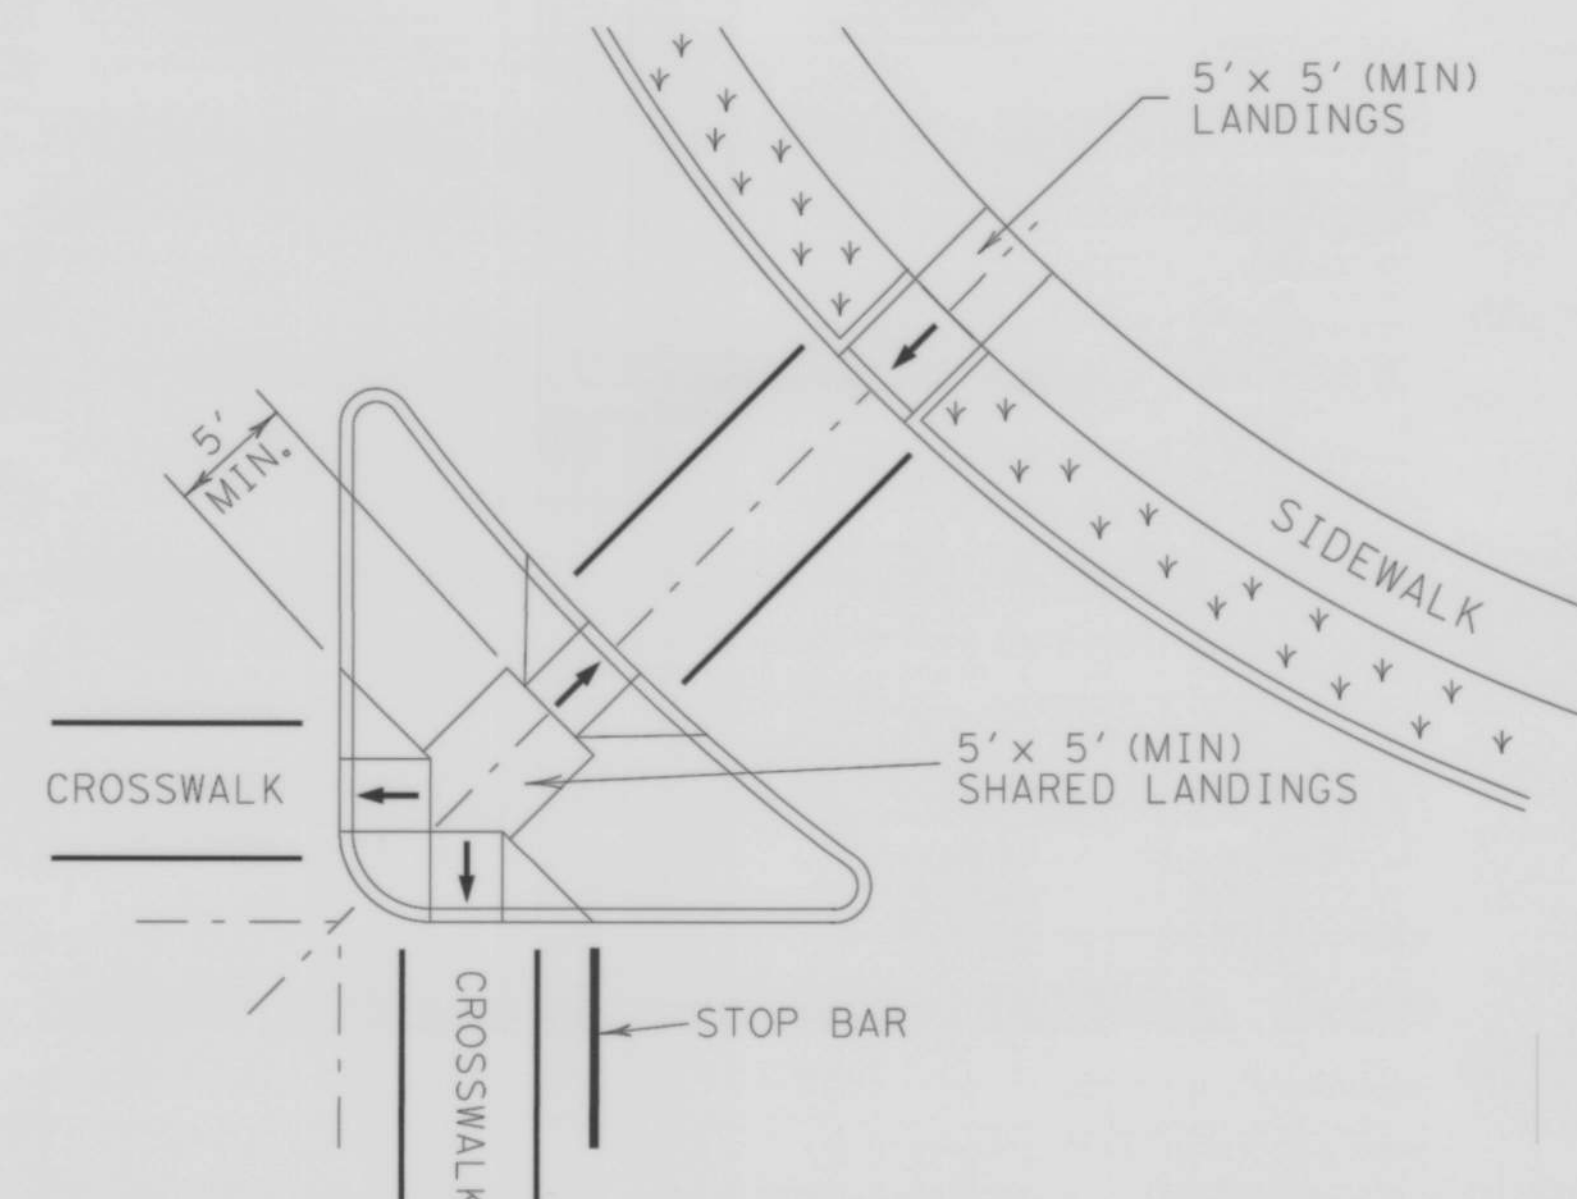 5' x 5' (MIN)
LANDINGS
5'
MIN.
SIDEWALK
5' x 5' (MIN)
SHARED LANDINGS
CROSSWALK
CROSSWALK
STOP BAR